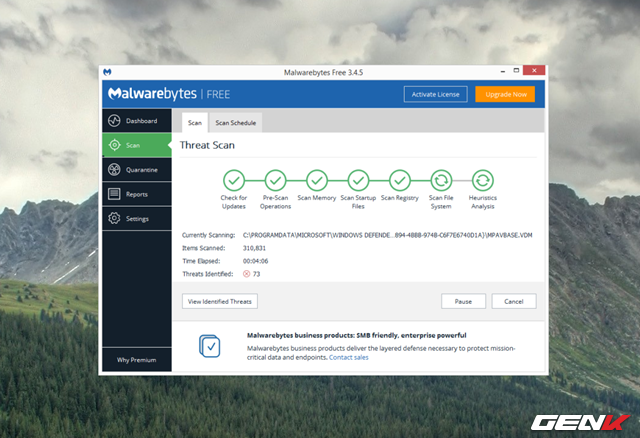 Malwarebytes Free 3.4.5
Malwarebytes | FREE
Activate License
Upgrade Now
Dashboard
Scan
Quarantine
Reports
Settings
Why Premium
Scan
Scan Schedule
Threat Scan
Check for Updates
Pre-Scan Operations
Scan Memory
Scan Startup Files
Scan Registry
Scan File System
Heuristics Analysis
Currently Scanning: C:\PROGRAMDATA\MICROSOFT\WINDOWS DEFENDE...894-4BBB-974B-C6F7E6740D1A}\MPAVBASE.VDM
Items Scanned: 310,831
Time Elapsed: 00:04:06
Threats Identified: 73
View Identified Threats
Pause
Cancel
Malwarebytes business products: SMB friendly, enterprise powerful
Malwarebytes business products deliver the layered defense necessary to protect mission-
critical data and endpoints. Contact sales
GENK